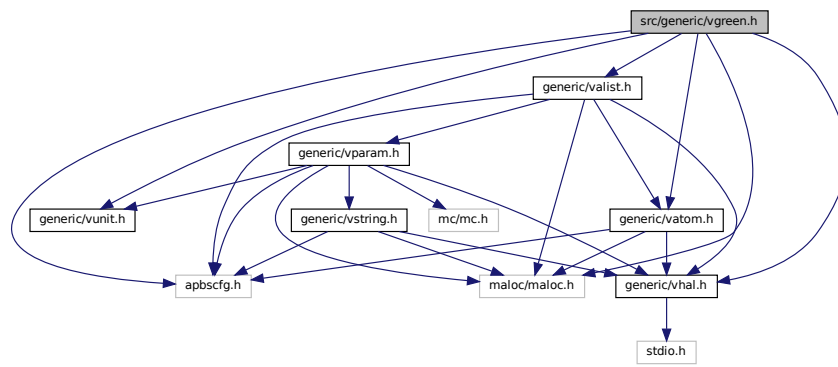 src/generic/vgreen.h
generic/valist.h
generic/vparam.h
generic/vunit.h
generic/vstring.h
mc/mc.h
generic/vatom.h
apbscfg.h
maloc/maloc.h
generic/vhal.h
stdio.h